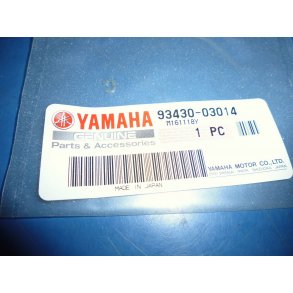 YAMAHA 93430-03014
M161118Y
GENUINE
1 PC
Parts & Accessories
YAMAHA MOTOR CO.,LTD.
MADE IN JAPAN